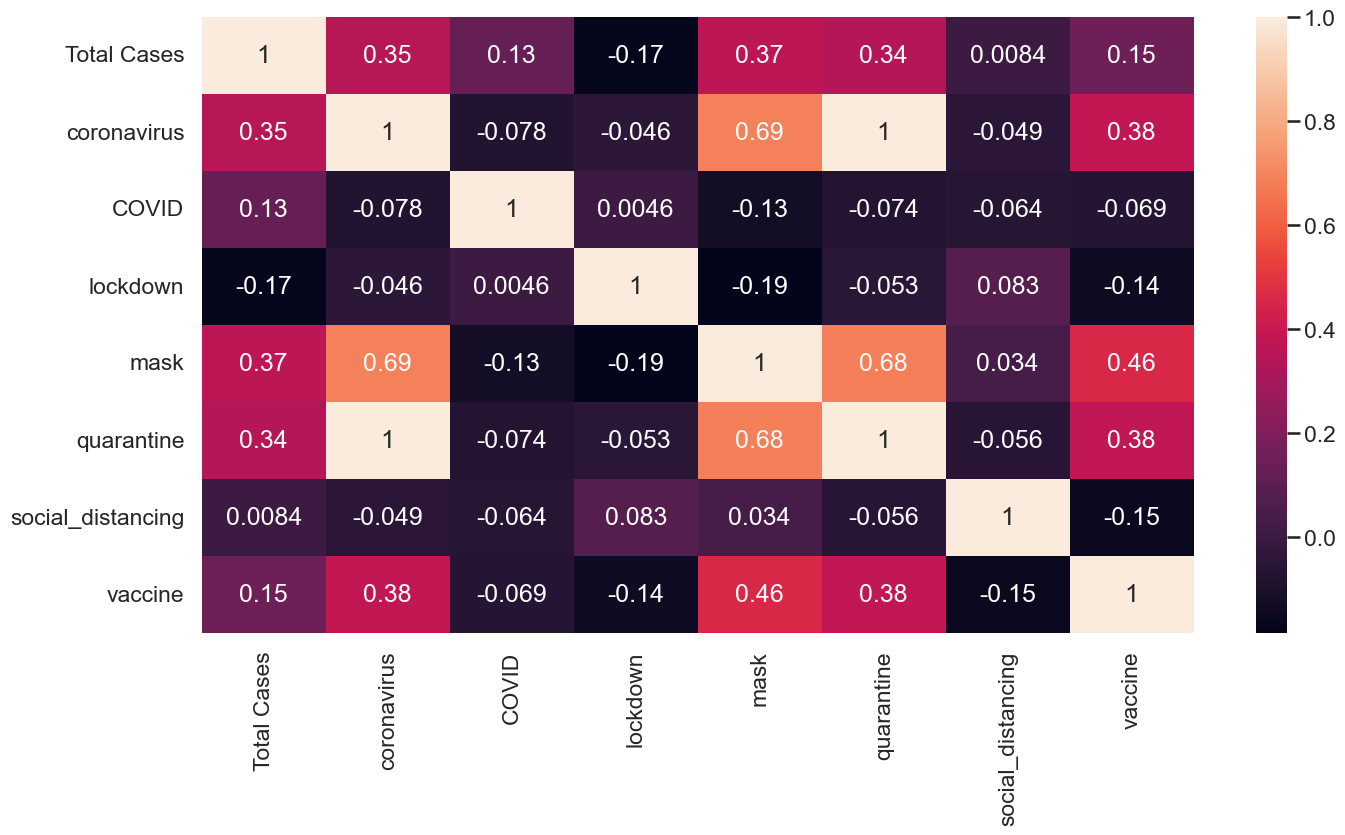 Total Cases 1 0.35 0.13 -0.17 0.37 0.34 0.0084 0.15
coronavirus 0.35 1 -0.078 -0.046 0.69 1 -0.049 0.38
COVID 0.13 -0.078 1 0.0046 -0.13 -0.074 -0.064 -0.069
lockdown -0.17 -0.046 0.0046 1 -0.19 -0.053 0.083 -0.14
mask 0.37 0.69 -0.13 -0.19 1 0.68 0.034 0.46
quarantine 0.34 1 -0.074 -0.053 0.68 1 -0.056 0.38
social_distancing 0.0084 -0.049 -0.064 0.083 0.034 -0.056 1 -0.15
vaccine 0.15 0.38 -0.069 -0.14 0.46 0.38 -0.15 1
Total Cases
coronavirus
COVID
lockdown
mask
quarantine
social_distancing
vaccine
1.0
0.8
0.6
0.4
0.2
0.0